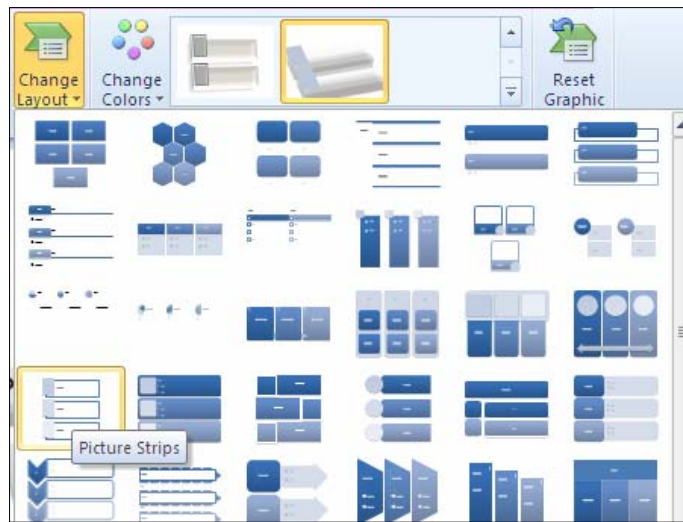 Change
Layout
Change
Colors
Reset
Graphic
Picture Strips